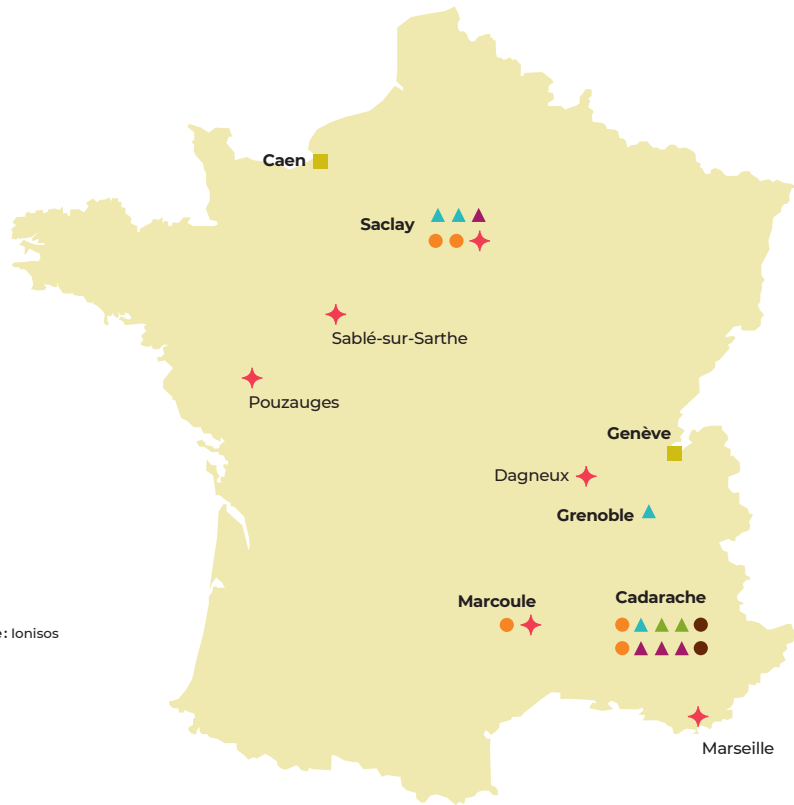 Caen
Saclay
Sablé-sur-Sarthe
Pouzauges
Genève
Dagneux
Grenoble
Marcoule
Cadarache
: Ionisos
Marseille